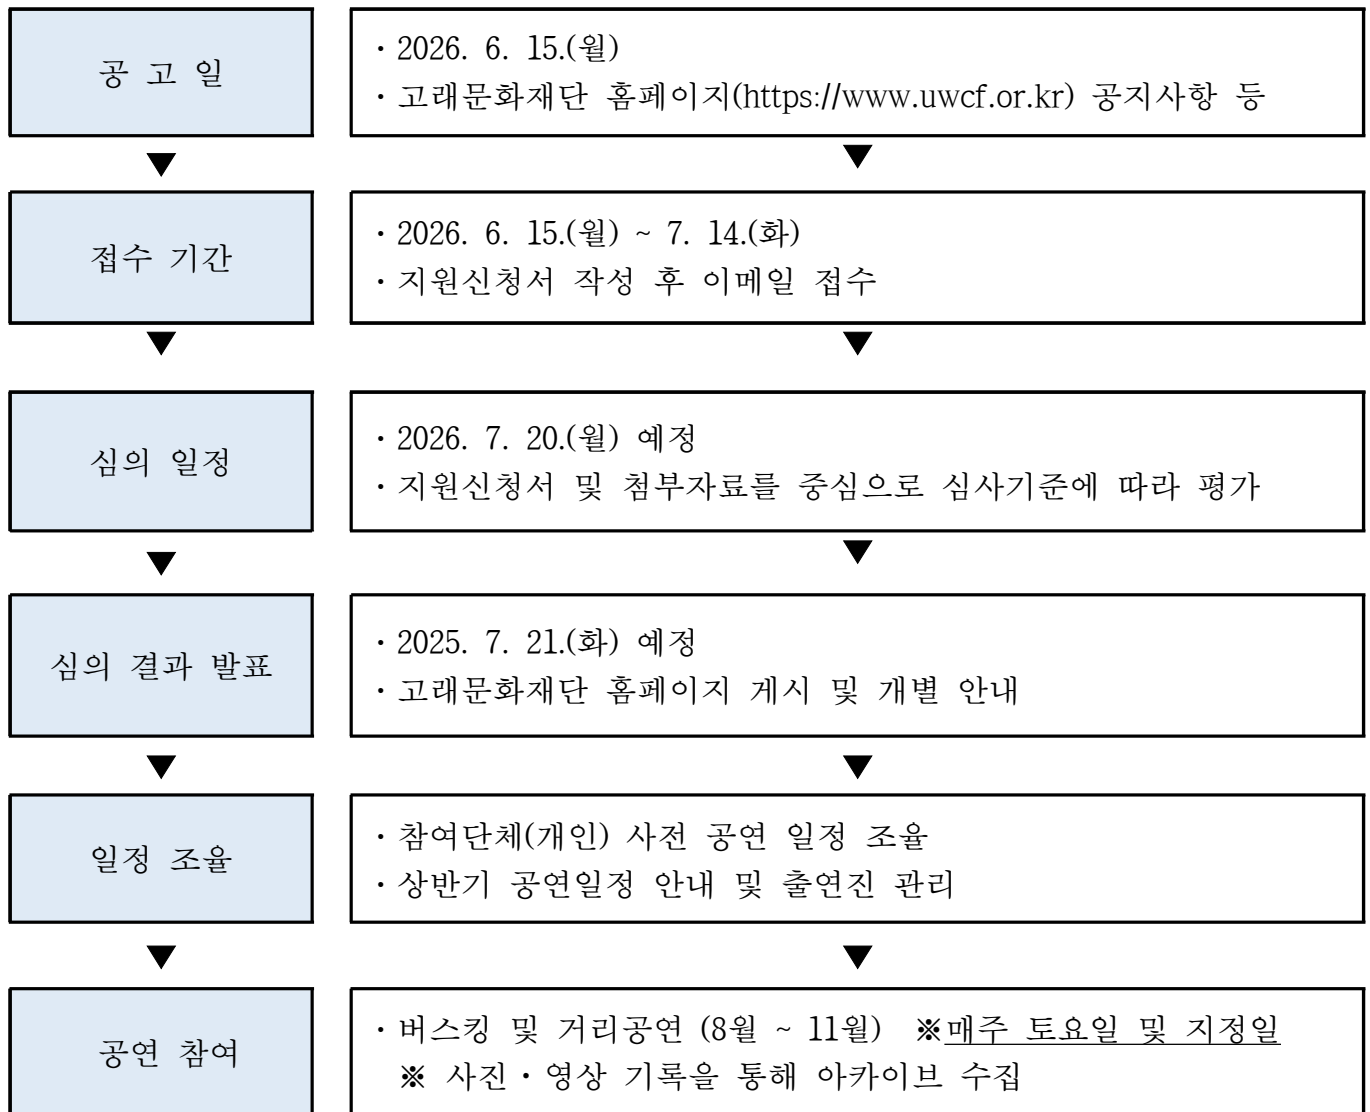 공 고 일
· 2026. 6. 15.(월)
· 고래문화재단 홈페이지(https://www.uwcf.or.kr) 공지사항 등
▼ ▼
접수 기간
· 2026. 6. 15.(월) ~ 7. 14.(화)
· 지원신청서 작성 후 이메일 접수
▼ ▼
심의 일정
· 2026. 7. 20.(월) 예정
· 지원신청서 및 첨부자료를 중심으로 심사기준에 따라 평가
▼ ▼
심의 결과 발표
· 2025. 7. 21.(화) 예정
· 고래문화재단 홈페이지 게시 및 개별 안내
▼ ▼
일정 조율
· 참여단체(개인) 사전 공연 일정 조율
· 상반기 공연일정 안내 및 출연진 관리
▼ ▼
공연 참여
· 버스킹 및 거리공연 (8월 ~ 11월) ※매주 토요일 및 지정일
※ 사진·영상 기록을 통해 아카이브 수집